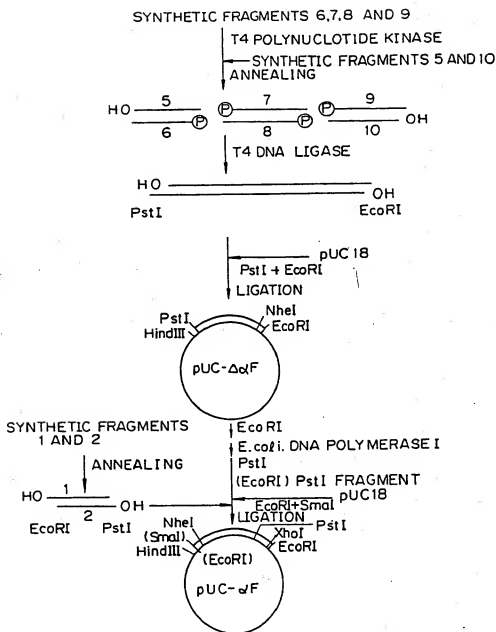 SYNTHETIC FRAGMENTS 6,7,8 AND 9
T4 POLYNUCLOTIDE KINASE
SYNTHETIC FRAGMENTS 5 AND 10
ANNEALING
HO 5 P 7 P 9
6 P 8 P 10 OH
T4 DNA LIGASE
HO
OH
PstI EcoRI
pUC18
PstI + EcoRI
LIGATION
PstI NheI
HindIII EcoRI
pUC-ΔαF
SYNTHETIC FRAGMENTS
1 AND 2
ANNEALING
HO 1
2 OH
EcoRI PstI
EcoRI
E.coli. DNA POLYMERASE I
PstI
(EcoRI) PstI FRAGMENT
pUC18
EcoRI+SmaI
LIGATION
NheI PstI
(SmaI) XhoI
HindIII (EcoRI) EcoRI
pUC-αF